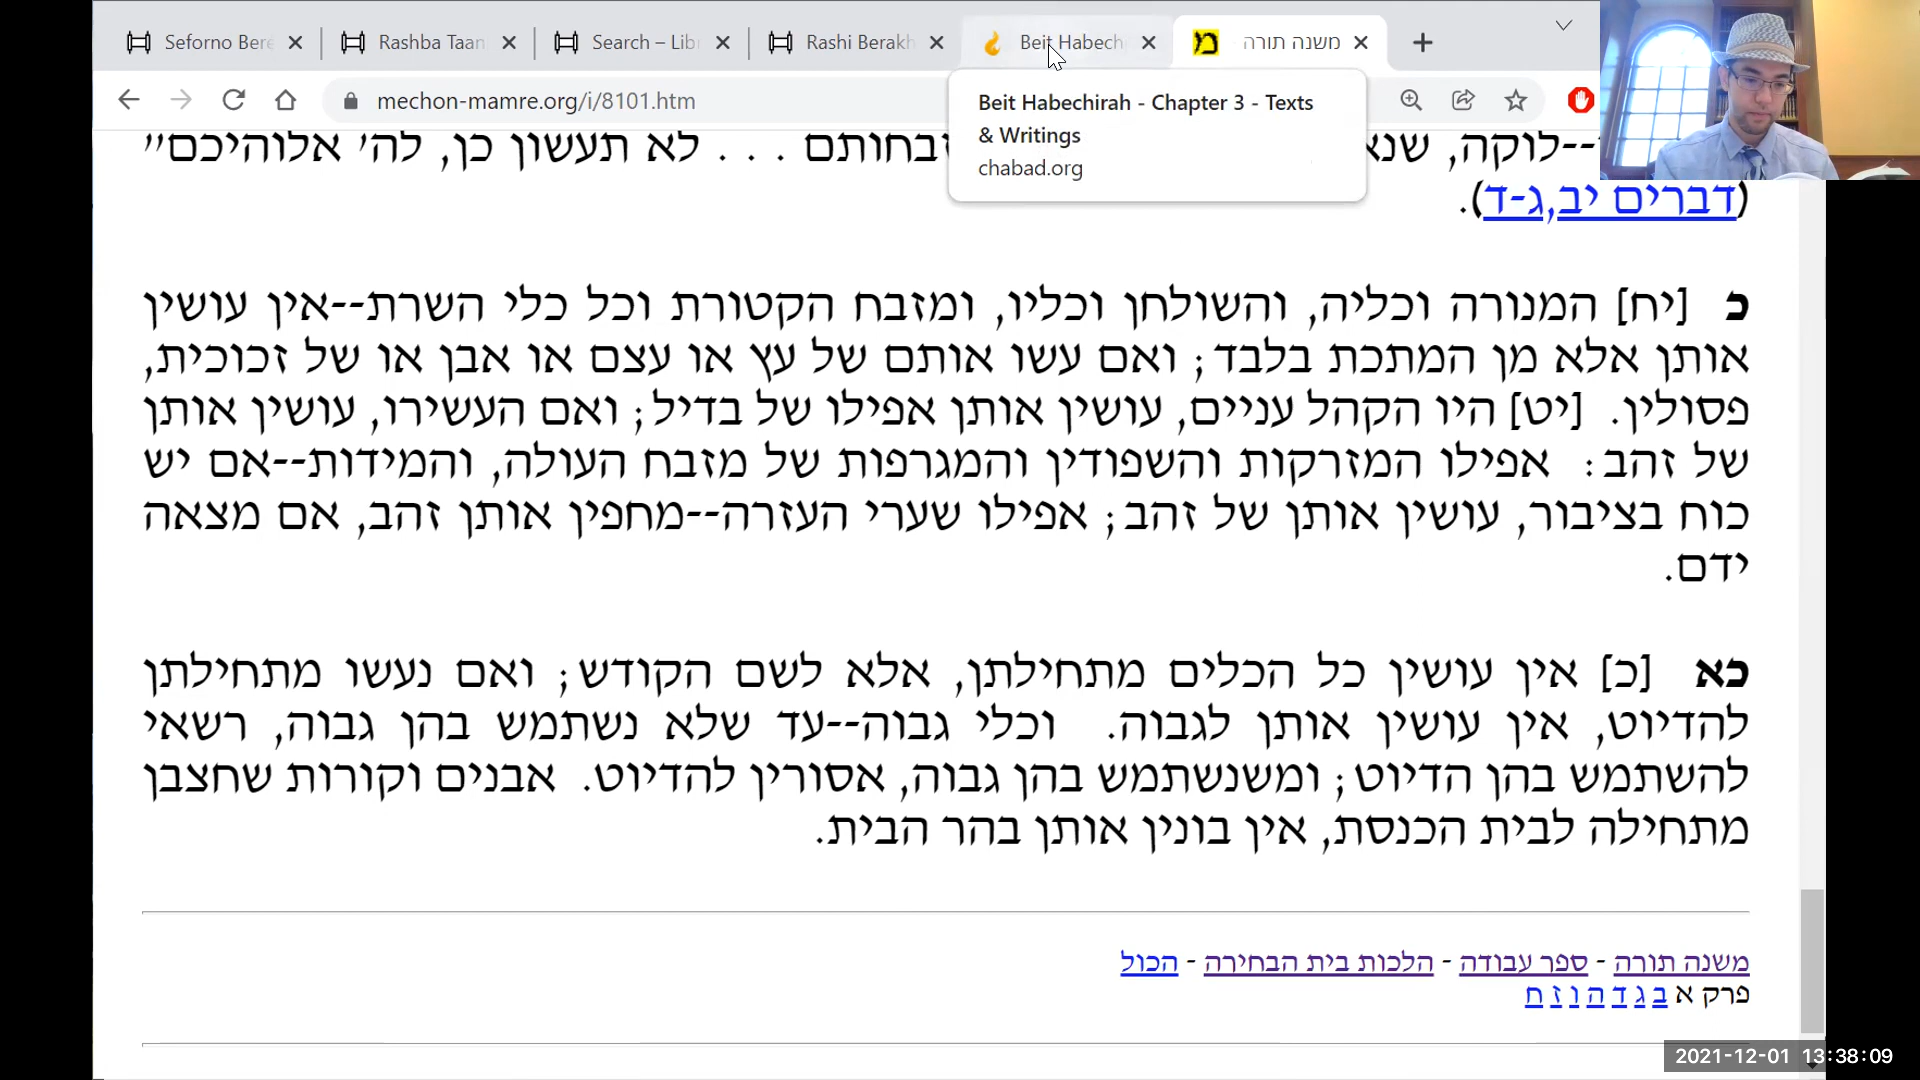 Seforno Bere
Rashba Taan
Search – Lib
Rashi Berakh
Beit Habech
משנה תורה
mechon-mamre.org/i/8101.htm
Beit Habechirah - Chapter 3 - Texts
& Writings
chabad.org
--לוקה, שנא
זבחותם . . . לא תעשון כן, לה' אלוהיכם"
(דברים יב,ג-ד).
כ [יח] המנורה וכליה, והשולחן וכליו, ומזבח הקטורת וכל כלי השרת--אין עושין
אותן אלא מן המתכת בלבד; ואם עשו אותם של עץ או עצם או אבן או של זכוכית,
פסולין. [יט] היו הקהל עניים, עושין אותן אפילו של בדיל; ואם העשירו, עושין אותן
של זהב: אפילו המזרקות והשפודין והמגרפות של מזבח העולה, והמידות--אם יש
כוח בציבור, עושין אותן של זהב; אפילו שערי העזרה--מחפין אותן זהב, אם מצאה
ידם.
כא [כ] אין עושין כל הכלים מתחילתן, אלא לשם הקודש; ואם נעשו מתחילתן
להדיוט, אין עושין אותן לגבוה. וכלי גבוה--עד שלא נשתמש בהן גבוה, רשאי
להשתמש בהן הדיוט; ומשנשתמש בהן גבוה, אסורין להדיוט. אבנים וקורות שחצבן
מתחילה לבית הכנסת, אין בונין אותן בהר הבית.
משנה תורה - ספר עבודה - הלכות בית הבחירה - הכול
פרק א ב ג ד ה ו ז ח
2021-12-01 13:38:09